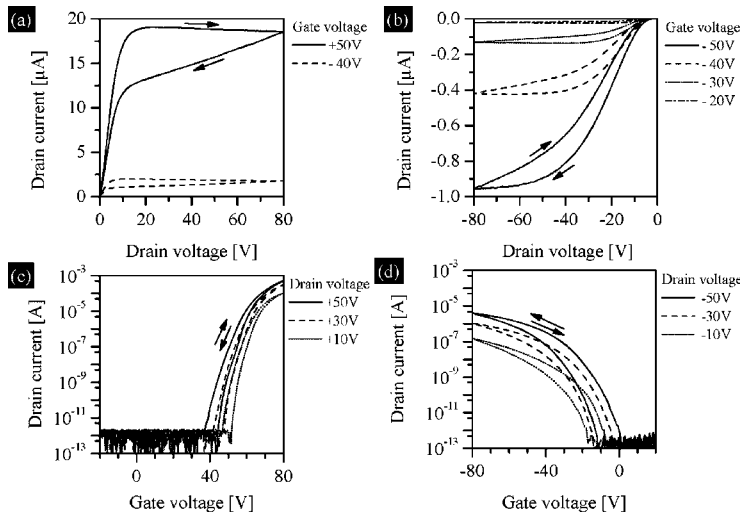 (a)
20
15
10
5
0
0
20
40
60
80
Drain current [μA]
Drain voltage [V]
Gate voltage
+50V
-40V
(b)
0.0
-0.2
-0.4
-0.6
-0.8
-1.0
-80
-60
-40
-20
0
Drain current [μA]
Drain voltage [V]
Gate voltage
-50V
-40V
-30V
-20V
(c)
10-3
10-5
10-7
10-9
10-11
10-13
0
40
80
Drain current [A]
Gate voltage [V]
Drain voltage
+50V
+30V
+10V
(d)
10-3
10-5
10-7
10-9
10-11
10-13
-80
-40
0
Drain current [A]
Gate voltage [V]
Drain voltage
-50V
-30V
-10V